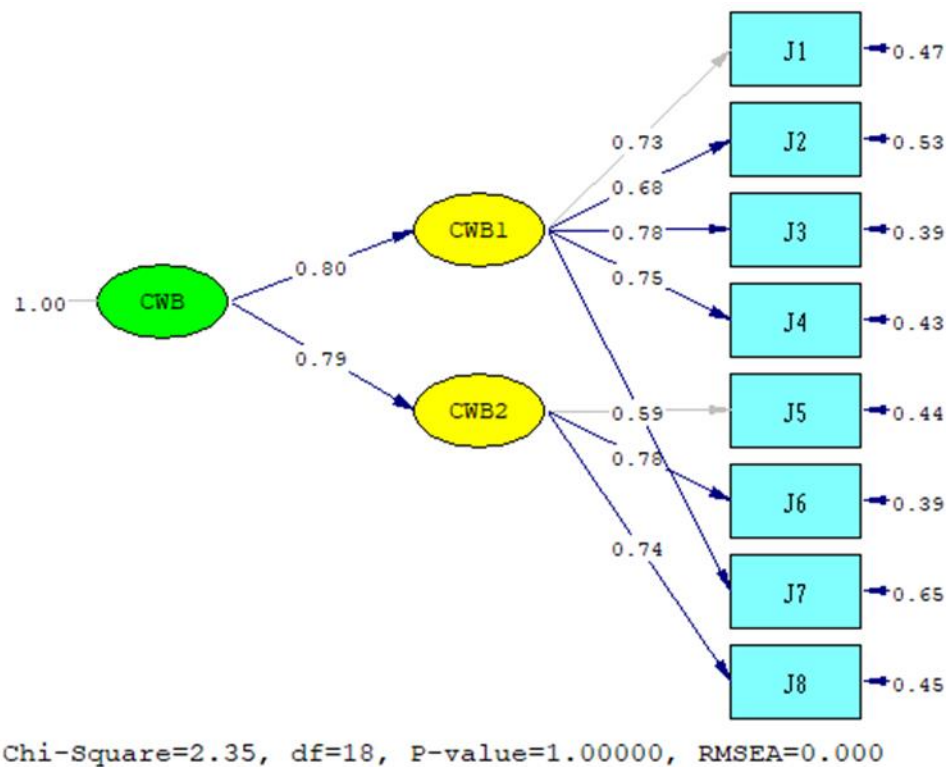 J1
0.47
0.73
J2
0.53
0.68
CWB1
0.78
J3
0.39
0.80
0.75
1.00
CWB
J4
0.43
0.79
CWB2
0.59
J5
0.44
0.78
J6
0.39
0.74
J7
0.65
J8
0.45
Chi-Square=2.35, df=18, P-value=1.00000, RMSEA=0.000